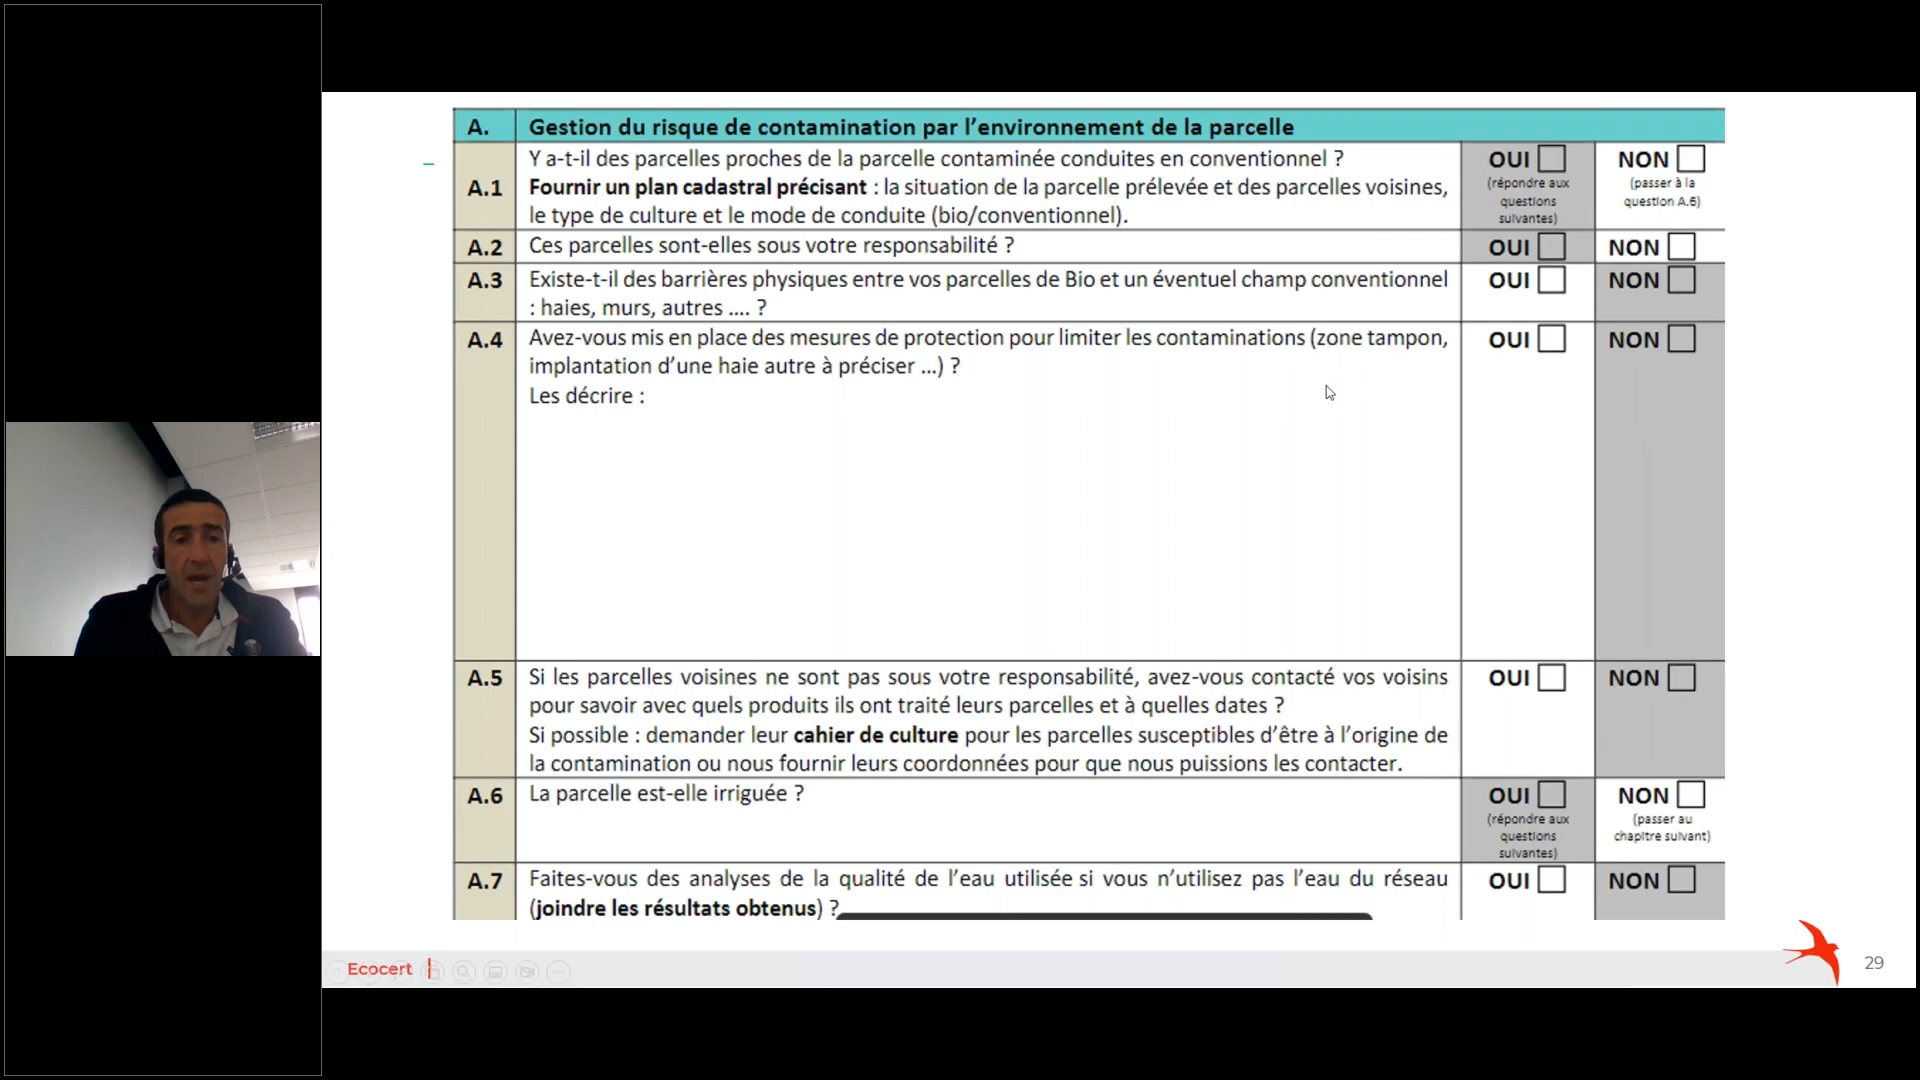 A. Gestion du risque de contamination par l’environnement de la parcelle
A.1
Y a-t-il des parcelles proches de la parcelle contaminée conduites en conventionnel ?
Fournir un plan cadastral précisant : la situation de la parcelle prélevée et des parcelles voisines,
le type de culture et le mode de conduite (bio/conventionnel).
OUI
(répondre aux
questions
suivantes)
NON
(passer à la
question A.6)
A.2
Ces parcelles sont-elles sous votre responsabilité ?
OUI
NON
A.3
Existe-t-il des barrières physiques entre vos parcelles de Bio et un éventuel champ conventionnel
: haies, murs, autres .... ?
OUI
NON
A.4
Avez-vous mis en place des mesures de protection pour limiter les contaminations (zone tampon,
implantation d’une haie autre à préciser ...) ?
Les décrire :
OUI
NON
A.5
Si les parcelles voisines ne sont pas sous votre responsabilité, avez-vous contacté vos voisins
pour savoir avec quels produits ils ont traité leurs parcelles et à quelles dates ?
Si possible : demander leur cahier de culture pour les parcelles susceptibles d’être à l’origine de
la contamination ou nous fournir leurs coordonnées pour que nous puissions les contacter.
OUI
NON
A.6
La parcelle est-elle irriguée ?
OUI
(répondre aux
questions
suivantes)
NON
(passer au
chapitre suivant)
A.7
Faites-vous des analyses de la qualité de l’eau utilisée si vous n’utilisez pas l’eau du réseau
(joindre les résultats obtenus) ?
OUI
NON
Ecocert |
29